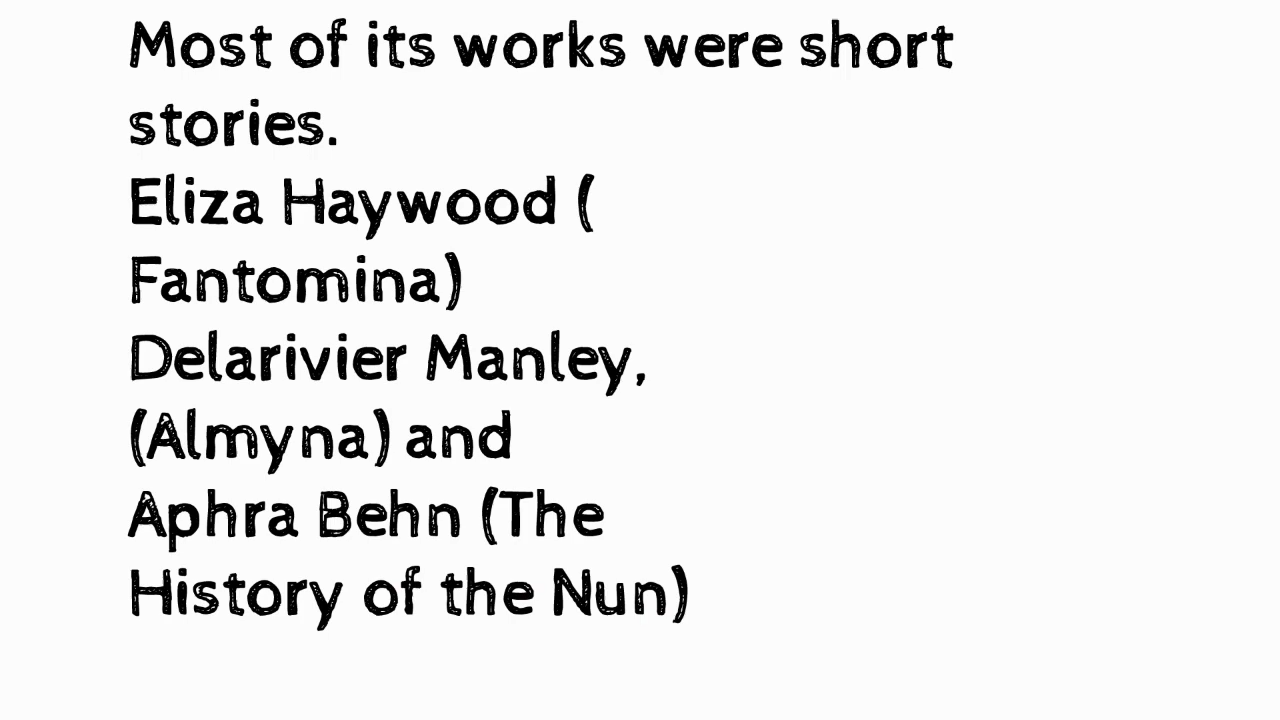 Most of its works were short
stories.
Eliza Haywood (
Fantomina)
Delarivier Manley,
(Almyna) and
Aphra Behn (The
History of the Nun)